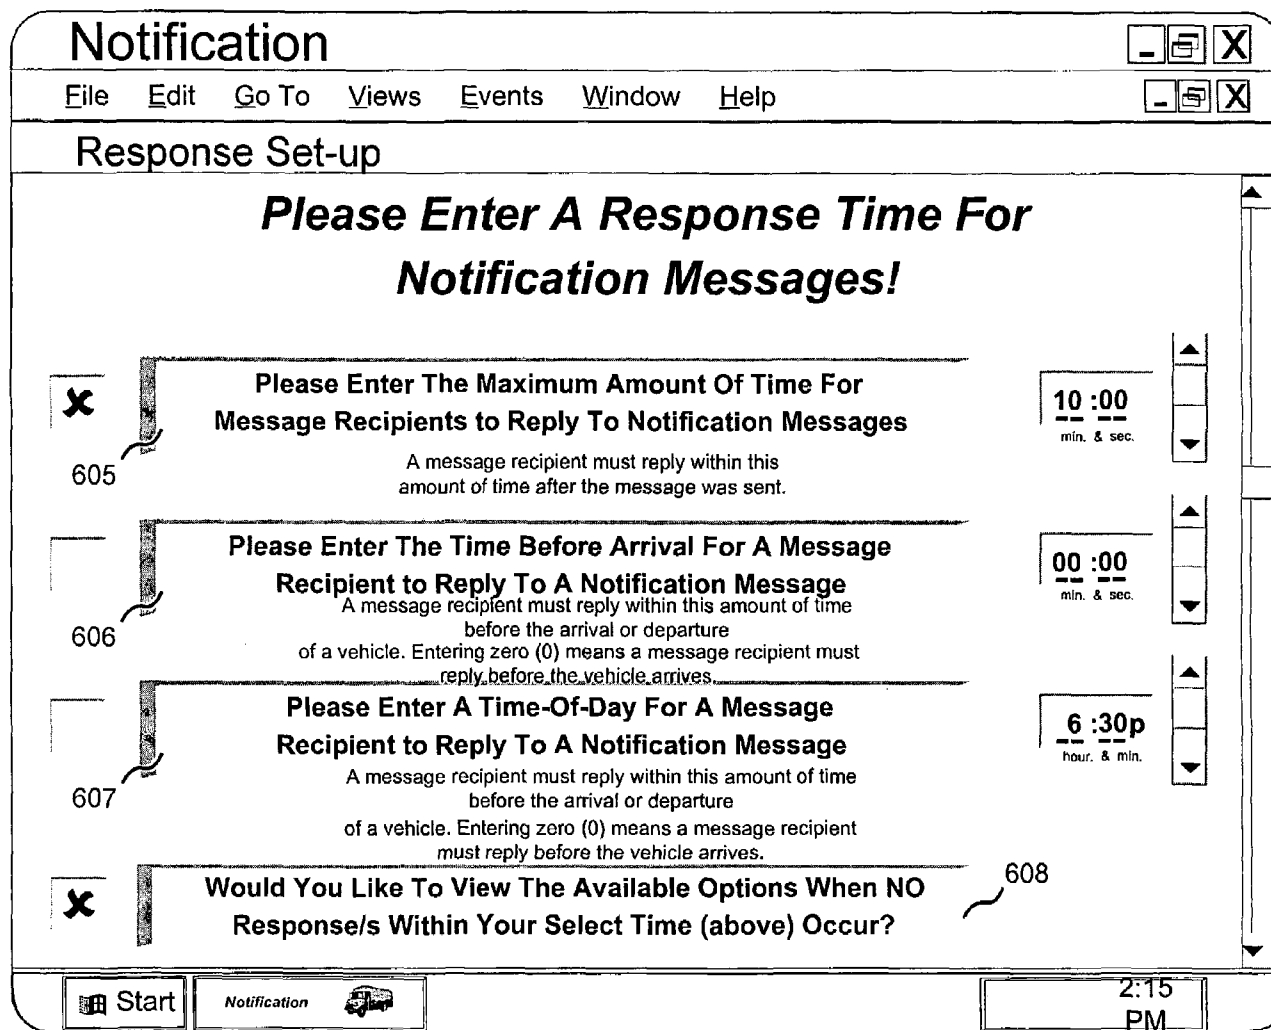 Notification
File Edit Go To Views Events Window Help
Response Set-up
Please Enter A Response Time For
Notification Messages!
Please Enter The Maximum Amount Of Time For
Message Recipients to Reply To Notification Messages
A message recipient must reply within this
amount of time after the message was sent.
10 :00
min. & sec.
605
Please Enter The Time Before Arrival For A Message
Recipient to Reply To A Notification Message
A message recipient must reply within this amount of time
before the arrival or departure
of a vehicle. Entering zero (0) means a message recipient must
reply before the vehicle arrives.
00 :00
min. & sec.
606
Please Enter A Time-Of-Day For A Message
Recipient to Reply To A Notification Message
A message recipient must reply within this amount of time
before the arrival or departure
of a vehicle. Entering zero (0) means a message recipient
must reply before the vehicle arrives.
6 :30p
hour. & min.
607
Would You Like To View The Available Options When NO
Response/s Within Your Select Time (above) Occur?
608
Start
Notification
2:15
PM